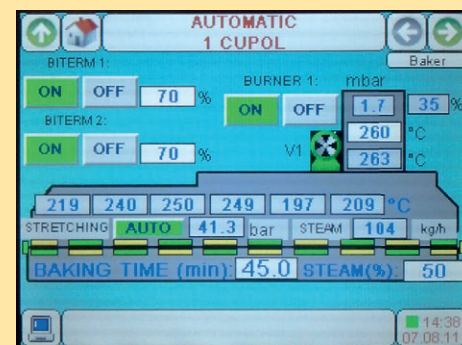 AUTOMATIC
1 CUPOL
Baker
BITERM 1:
ON OFF 70 %
BURNER 1:
ON OFF
mbar
1.7 35 %
260 °C
V1 263 °C
BITERM 2:
ON OFF 70 %
219 240 250 249 197 209 °C
STRETCHING AUTO 41.3 bar STEAM 104 kg/h
BAKING TIME (min): 45.0 STEAM(%): 50
14:38
07.08.11